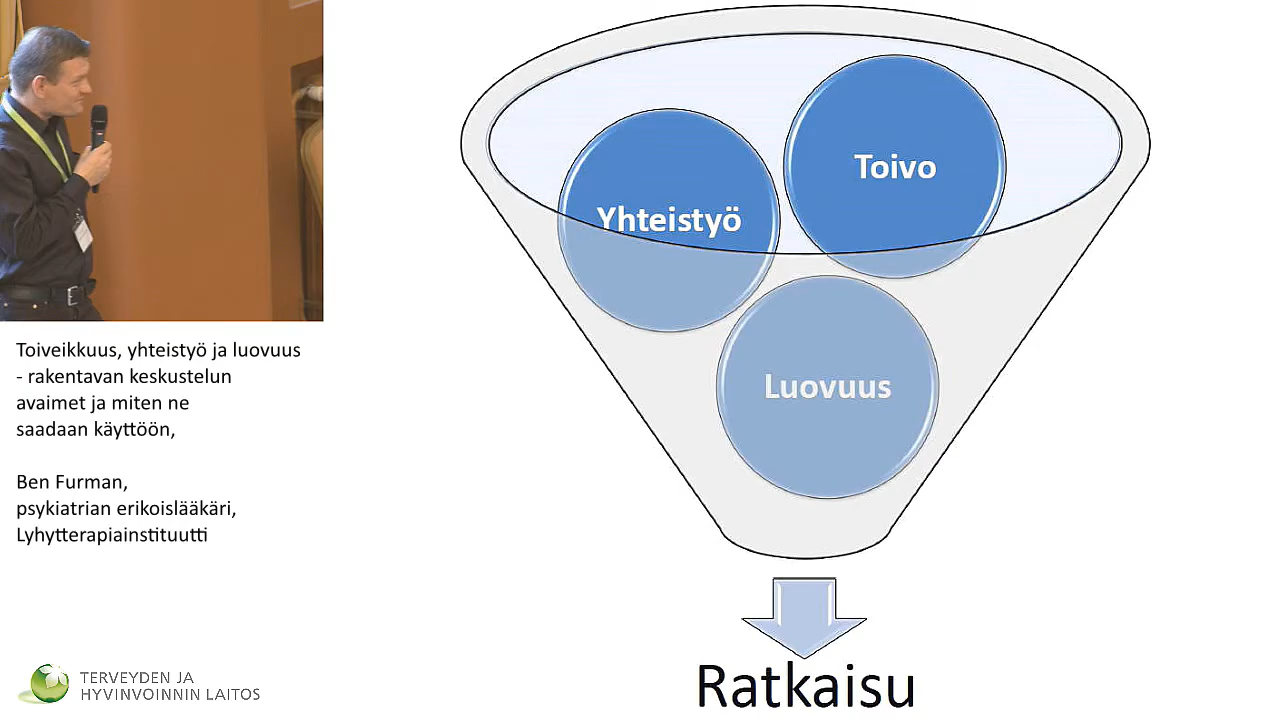 Toiveikkuus, yhteistyö ja luovuus
- rakentavan keskustelun
avaimet ja miten ne
saadaan käyttöön,
Ben Furman,
psykiatrian erikoislääkäri,
Lyhytterapiainstituutti
TERVEYDEN JA
HYVINVOINNIN LAITOS
Toivo
Yhteistyö
Luovuus
Ratkaisu